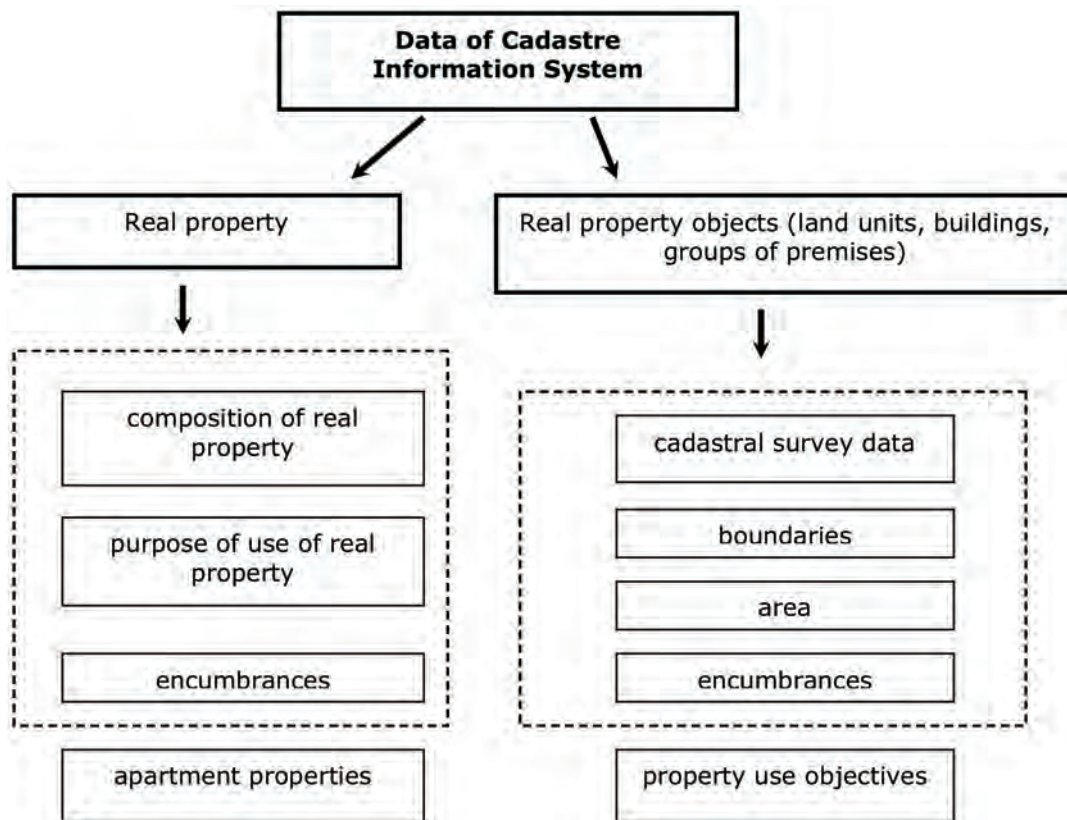 Data of Cadastre
Information System
Real property
Real property objects (land units, buildings,
groups of premises)
composition of real
property
purpose of use of real
property
encumbrances
apartment properties
cadastral survey data
boundaries
area
encumbrances
property use objectives